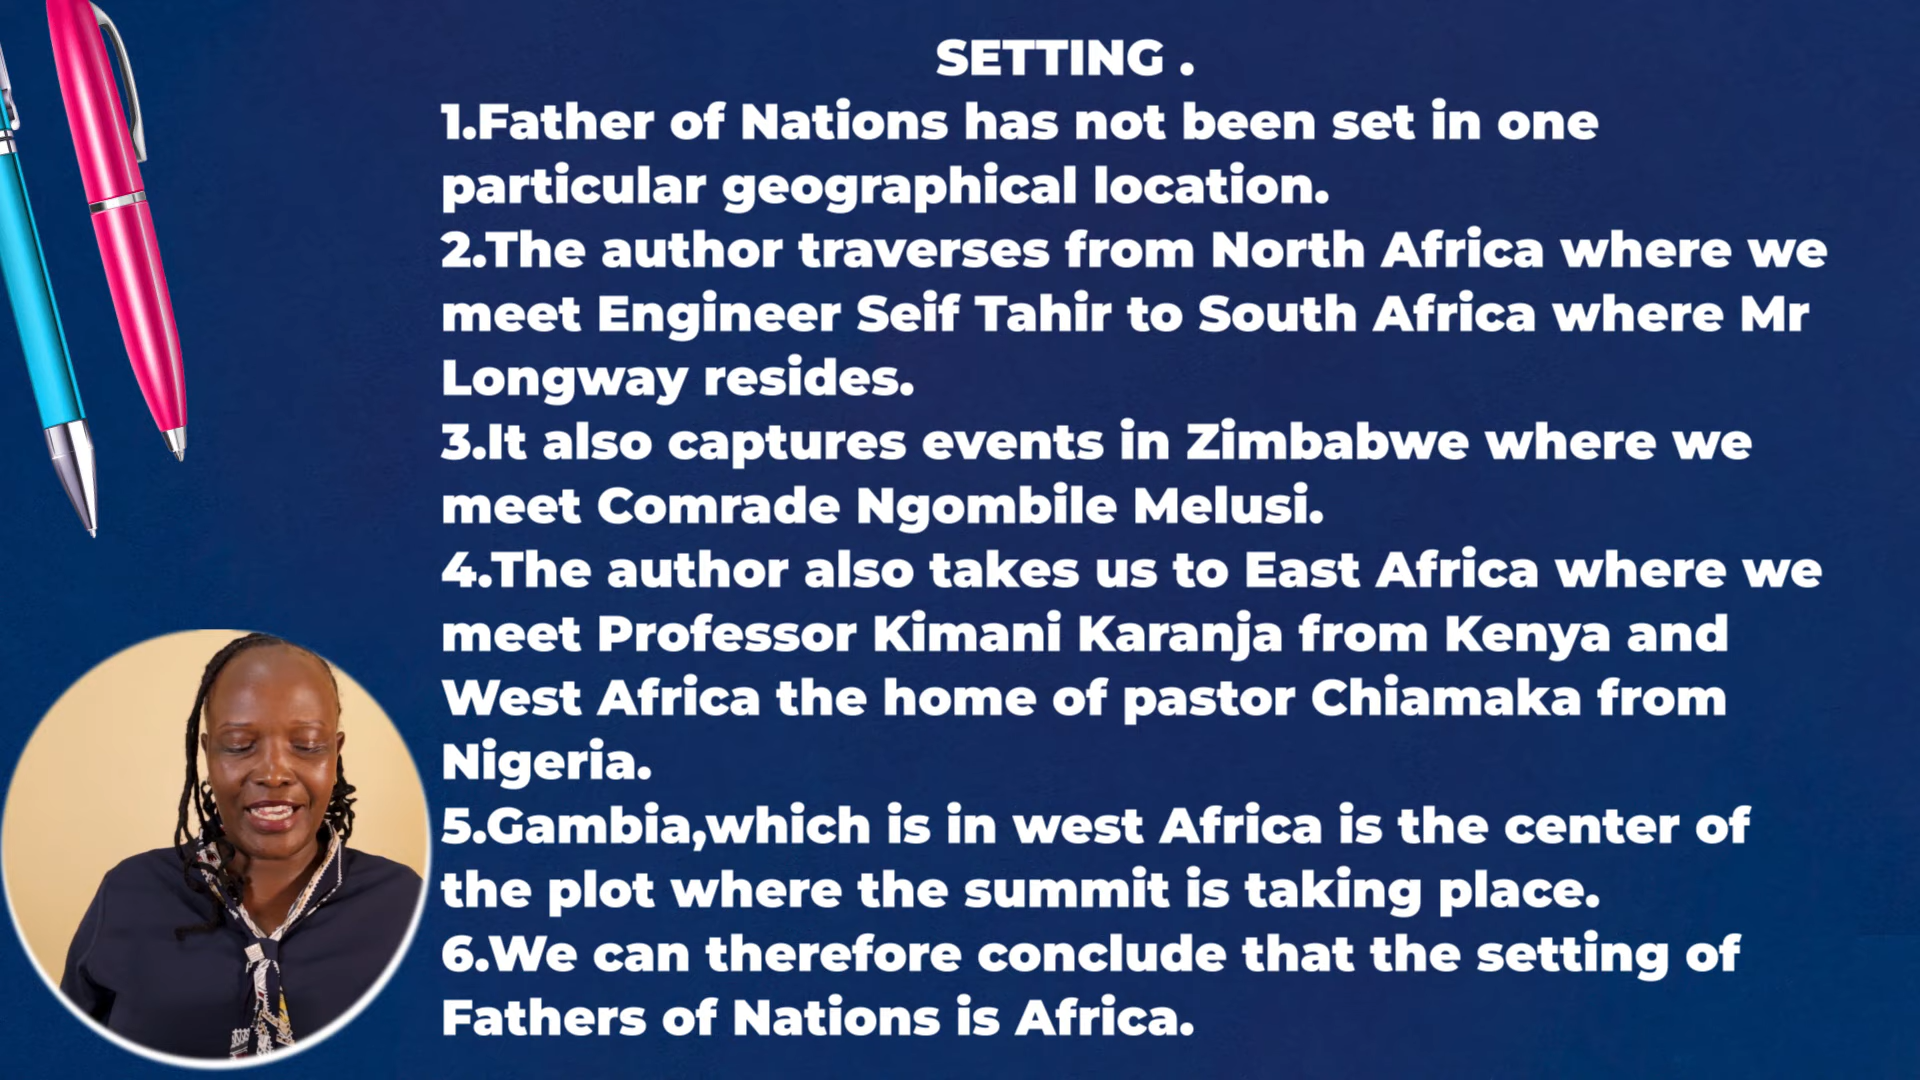 SETTING .
1.Father of Nations has not been set in one
particular geographical location.
2.The author traverses from North Africa where we
meet Engineer Seif Tahir to South Africa where Mr
Longway resides.
3.It also captures events in Zimbabwe where we
meet Comrade Ngombile Melusi.
4.The author also takes us to East Africa where we
meet Professor Kimani Karanja from Kenya and
West Africa the home of pastor Chiamaka from
Nigeria.
5.Gambia,which is in west Africa is the center of
the plot where the summit is taking place.
6.We can therefore conclude that the setting of
Fathers of Nations is Africa.